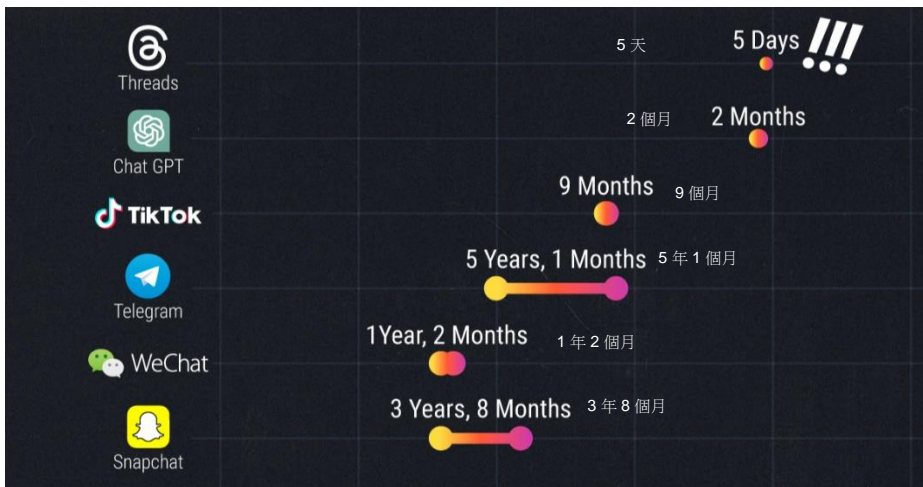 5 天
5 Days !!!
Threads
2 個月
2 Months
Chat GPT
9 Months
9 個月
TikTok
5 Years, 1 Months
5 年 1 個月
Telegram
1Year, 2 Months
1 年 2 個月
WeChat
3 Years, 8 Months
3 年 8 個月
Snapchat